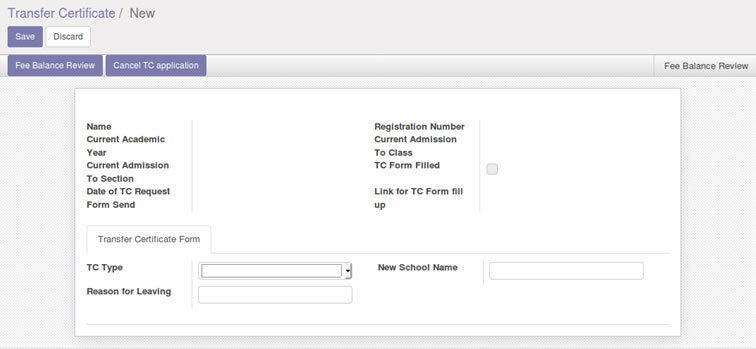 Transfer Certificate / New
Save Discard
Fee Balance Review Cancel TC application Fee Balance Review
Name
Current Academic
Year
Current Admission
To Section
Date of TC Request
Form Send
Registration Number
Current Admission
To Class
TC Form Filled
Link for TC Form fill
up
Transfer Certificate Form
TC Type
Reason for Leaving
New School Name